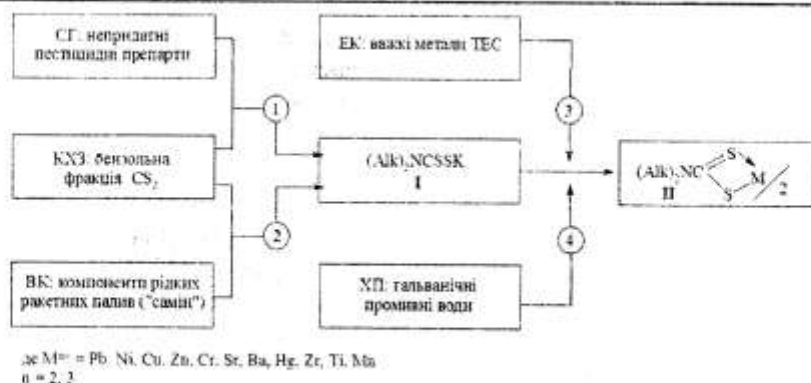 СГ: непридатні
пестицидні препарати
ЕК: важкі метали ТЕС
1
3
КХЗ: бензольна
фракція CS₂
(Alk)₂NCSSK
I
(Alk)₂NC
S
S
M
2
II
2
4
ВК: компоненти рідких
ракетних палив ("самін")
ХП: гальванічні
промивні води
де Mⁿ⁺ = Pb, Ni, Cu, Zn, Cr, Sr, Ba, Hg, Zr, Ti, Mn
n = 2, 3